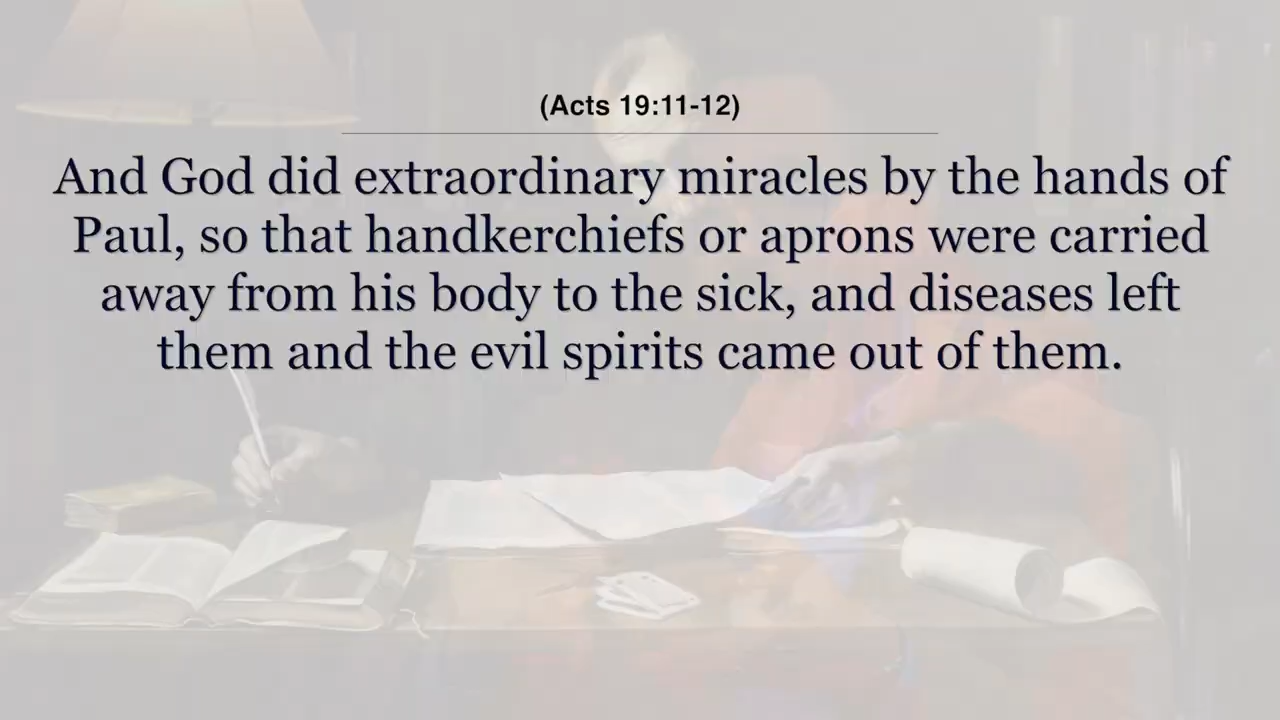 (Acts 19:11-12)
And God did extraordinary miracles by the hands of
Paul, so that handkerchiefs or aprons were carried
away from his body to the sick, and diseases left
them and the evil spirits came out of them.